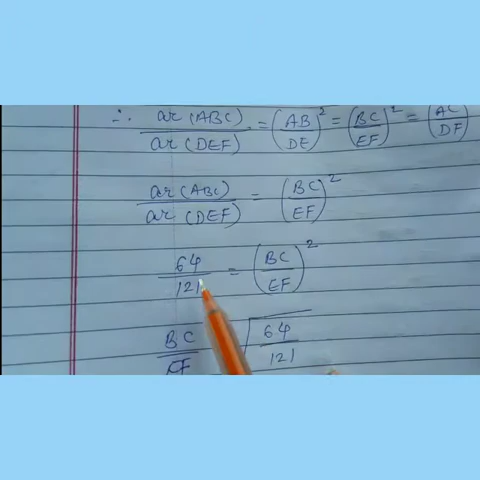 ∴ ar (ABC) / ar (DEF) = (AB/DE)² = (BC/EF)² = (AC/DF)
ar (ABC) / ar (DEF) = (BC/EF)²
64/121 = (BC/EF)²
BC/EF √64/121